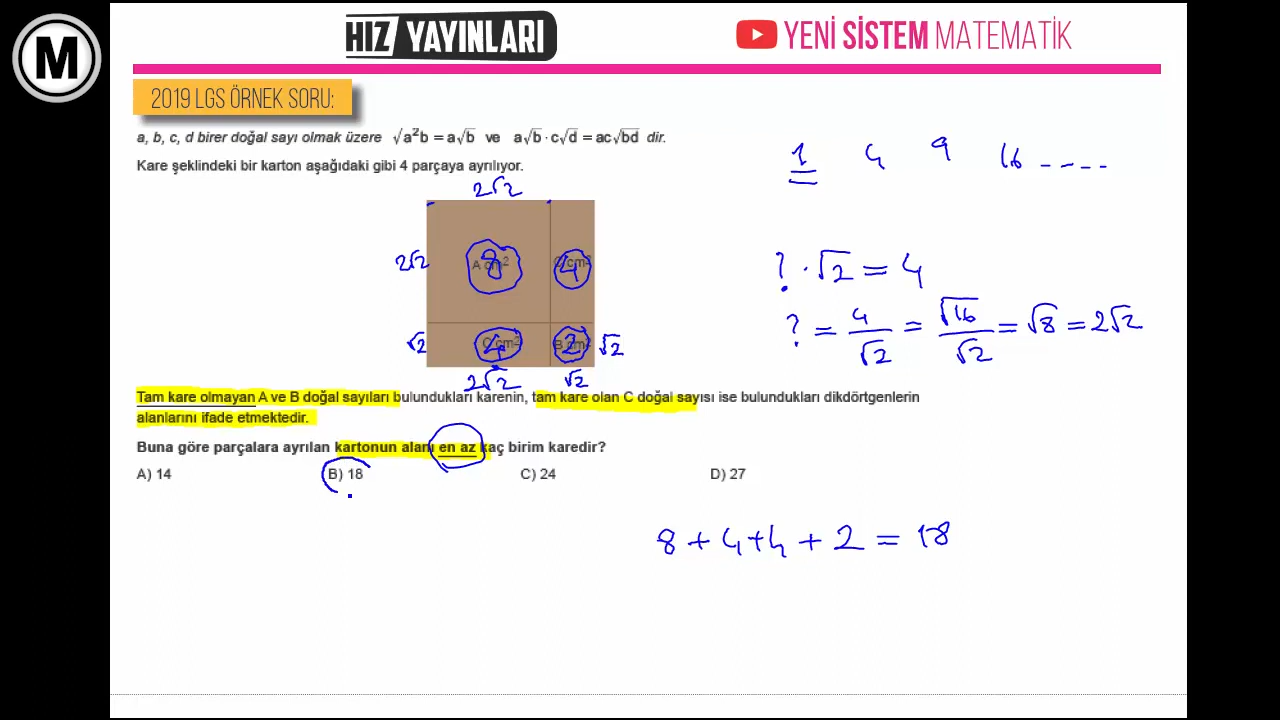 M
HIZ YAYINLARI
YENİ SİSTEM MATEMATİK
2019 LGS ÖRNEK SORU:
a, b, c, d birer doğal sayı olmak üzere √a²b = a√b ve a√b · c√d = ac√bd dir.
Kare şeklindeki bir karton aşağıdaki gibi 4 parçaya ayrılıyor.
1 4 9 16 ----
2√2
2√2 A cm² 8 C cm² 4
? · √2 = 4
? = 4/√2 = √16/√2 = √8 = 2√2
√2 C cm² 4 B cm² 2 √2
2√2 √2
Tam kare olmayan A ve B doğal sayıları bulundukları karenin, tam kare olan C doğal sayısı ise bulundukları dikdörtgenlerin
alanlarını ifade etmektedir.
Buna göre parçalara ayrılan kartonun alanı en az kaç birim karedir?
A) 14 B) 18 C) 24 D) 27
8 + 4 + 4 + 2 = 18